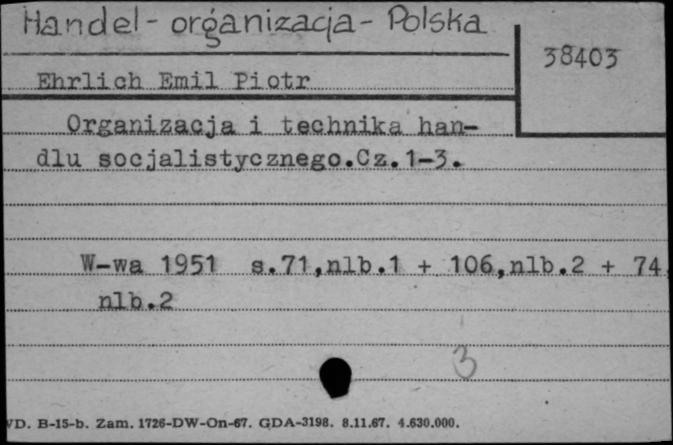 Handel - organizacja - Polska
38403
Ehrlich Emil Piotr
Organizacja i technika han-
dlu socjalistycznego.Cz.1-3.
W-wa 1951 s.71,nlb.1 + 106,nlb.2 + 74,
nlb.2
3
VD. B-15-b. Zam. 1726-DW-On-67. GDA-3198. 8.11.67. 4.630.000.